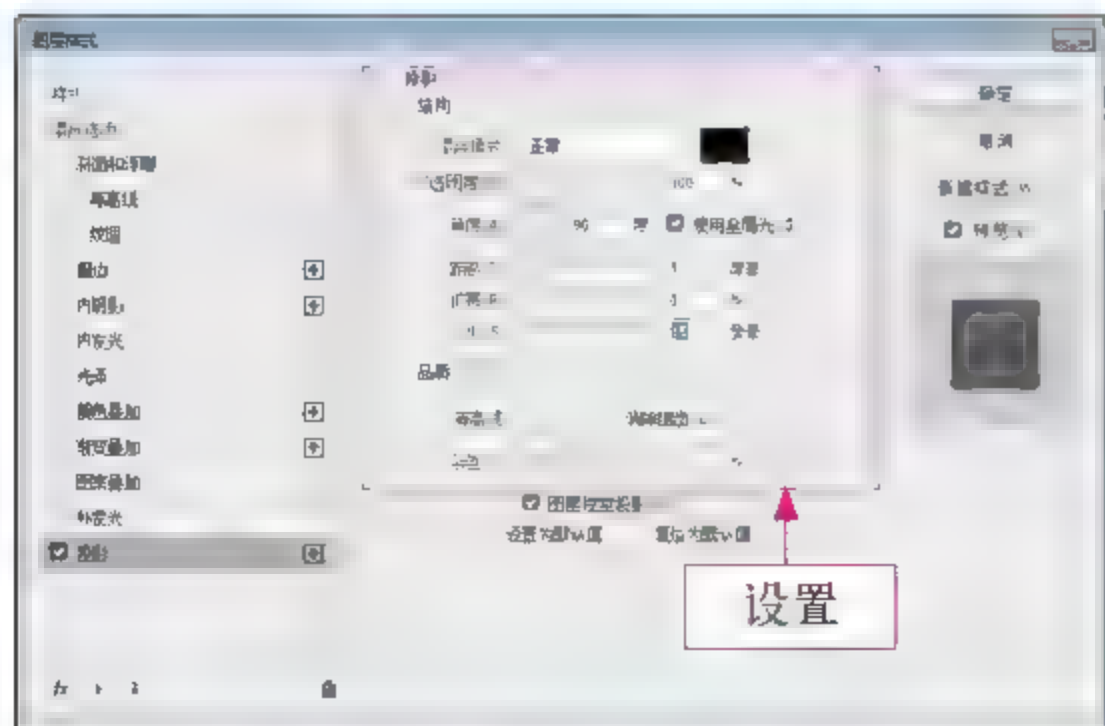 图层样式
样式
混合选项
斜面和浮雕
等高线
纹理
描边
内阴影
内发光
光泽
颜色叠加
渐变叠加
图案叠加
外发光
投影
fx
投影
结构
混合模式 正常
不透明度 100 %
角度 90 度 使用全局光
距离 像素
扩展 %
像素
品质
等高线 消除锯齿
杂色 %
图层挖空投影
设置为默认值 复位为默认值
确定
取消
新建样式
预览
设置